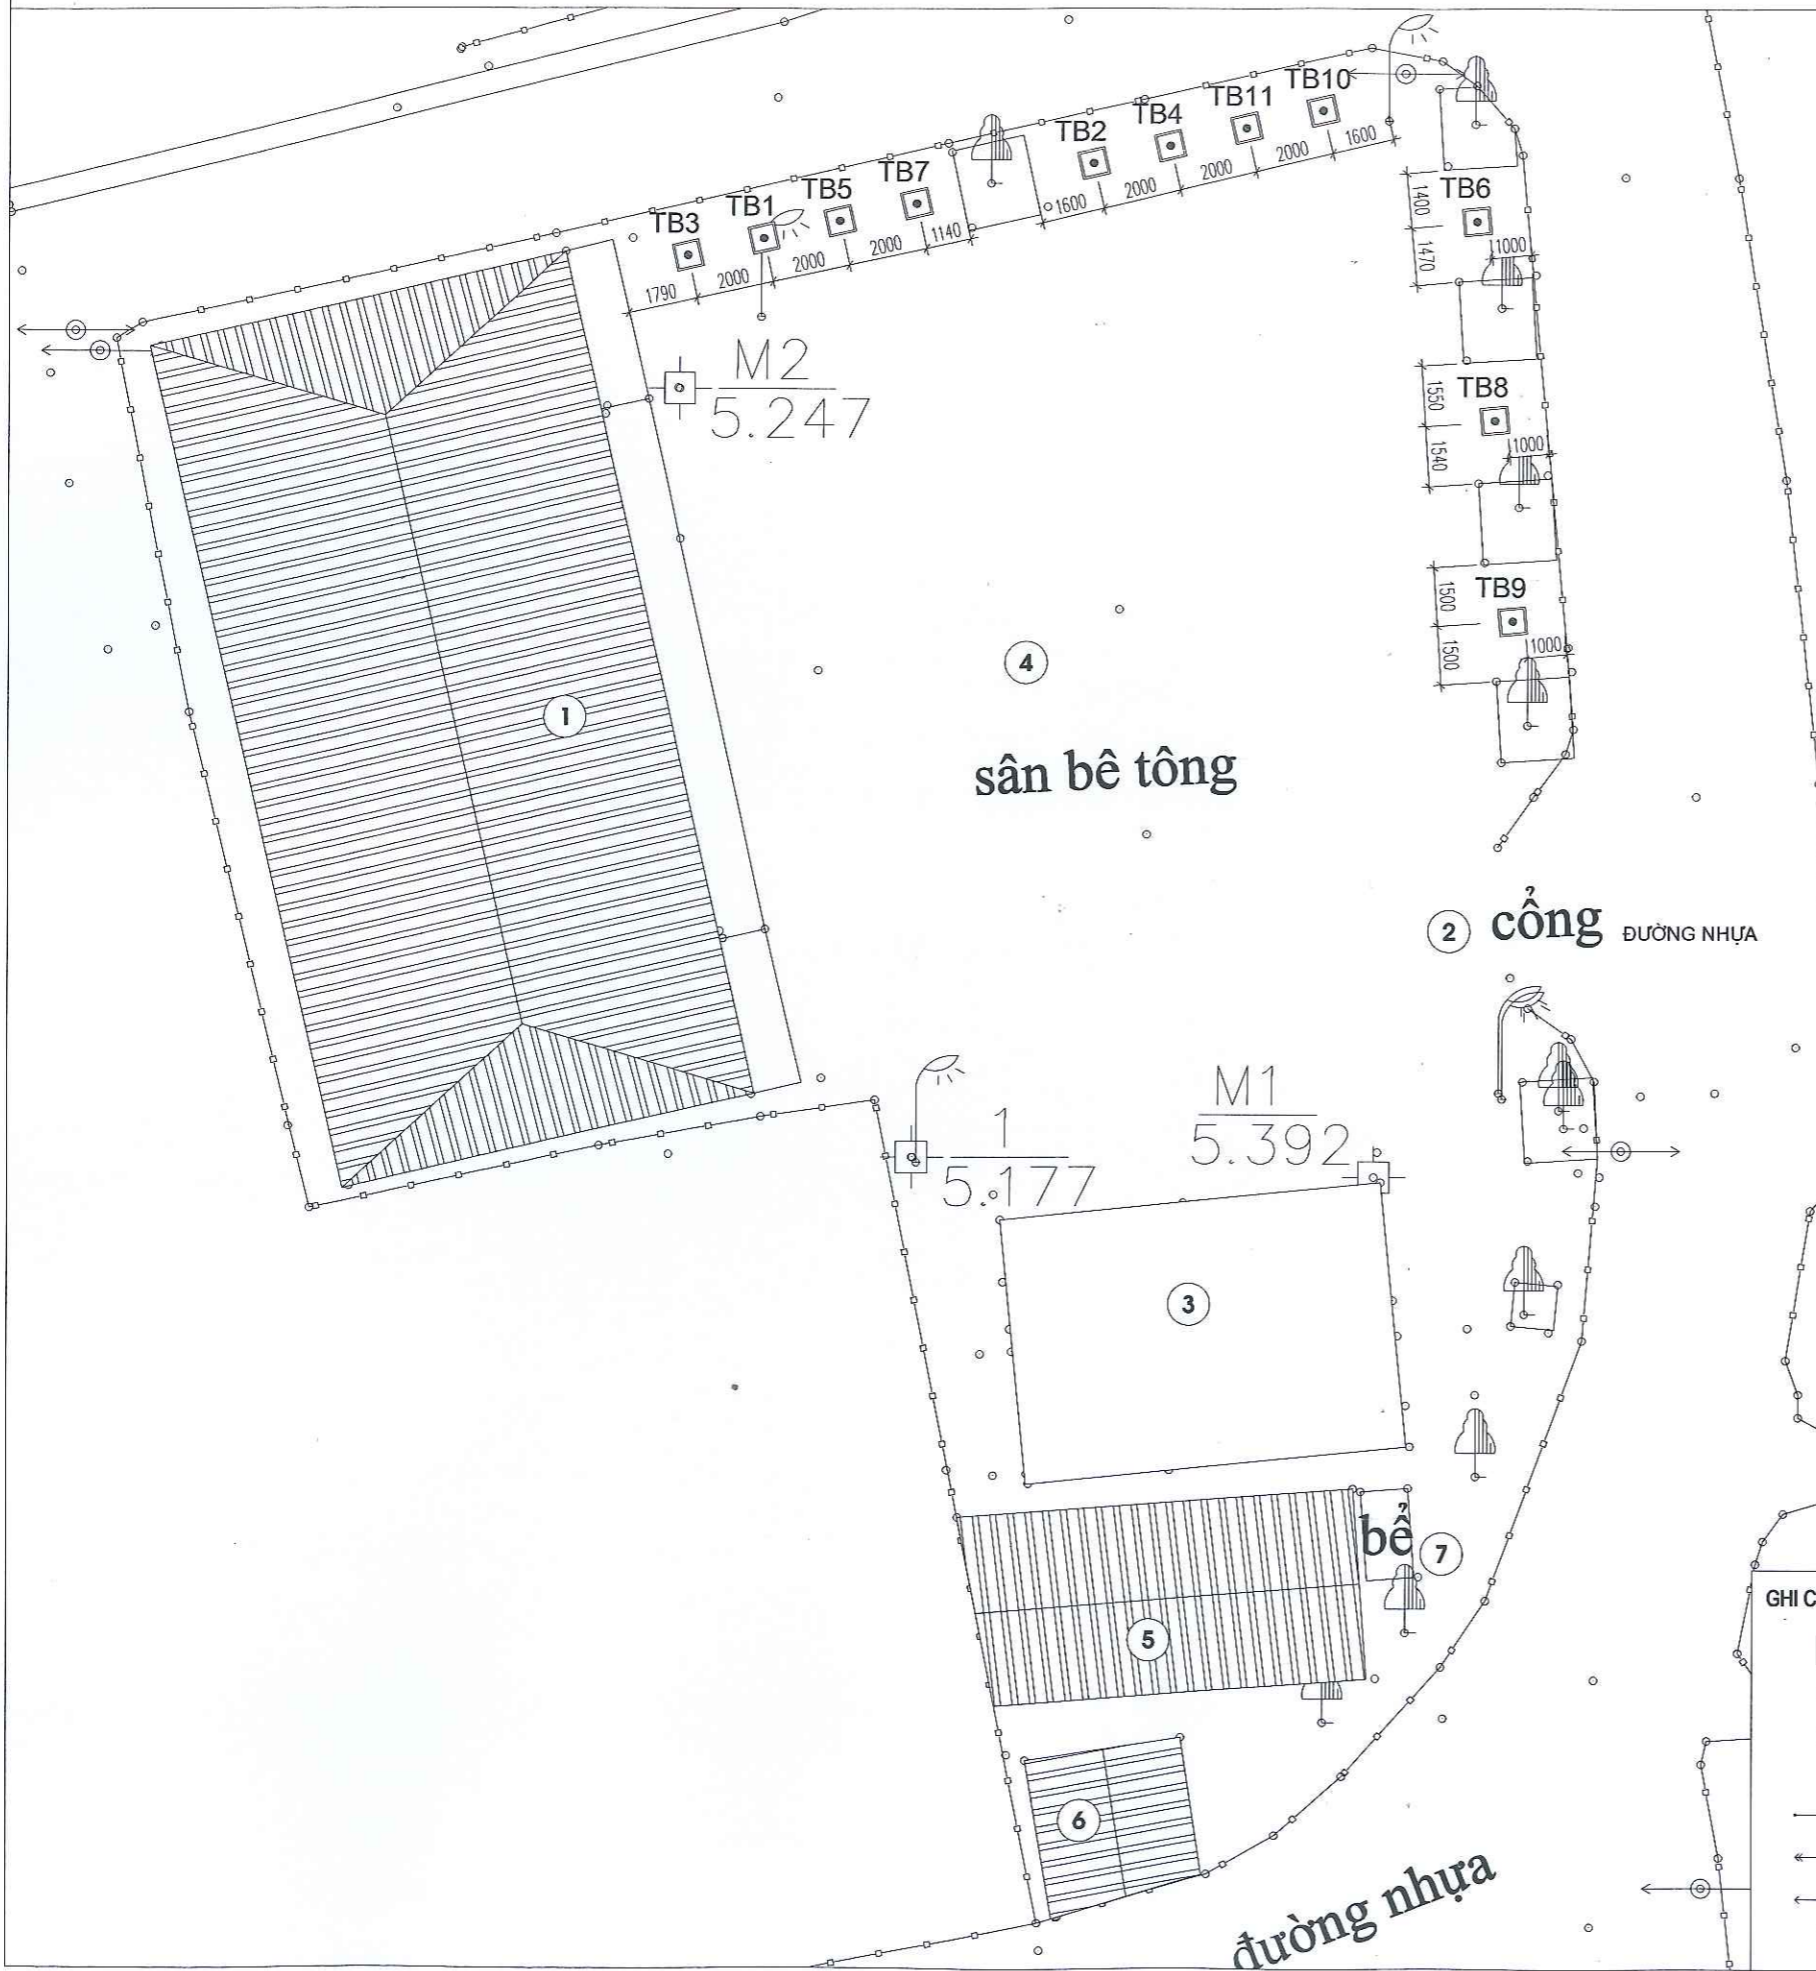 TB10
TB11
TB4
TB2
TB7
TB5
TB1
TB3
1600
2000
2000
2000
1600
1140
2000
2000
2000
1790
TB6
1400
1470
1000
M2
5.247
TB8
1550
1540
1000
TB9
1500
1500
1000
4
1
sân bê tông
2 cổng ĐƯỜNG NHỰA
M1
5.392
1
5.177
3
bể 7
GHI C
5
6
đường nhựa